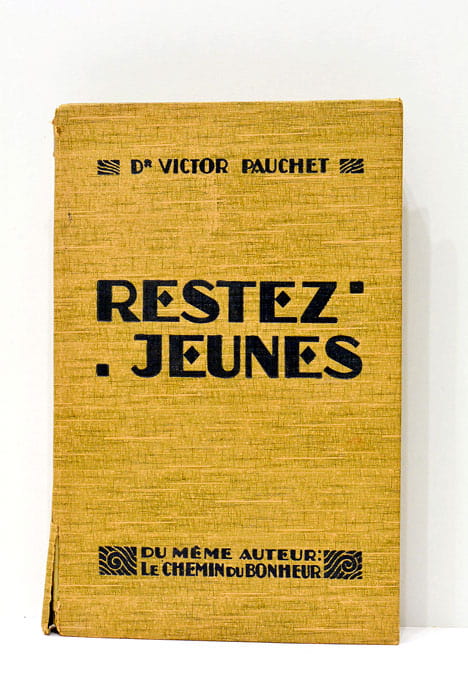 DR VICTOR PAUCHET
RESTEZ
JEUNES
DU MÊME AUTEUR:
LE CHEMIN DU BONHEUR